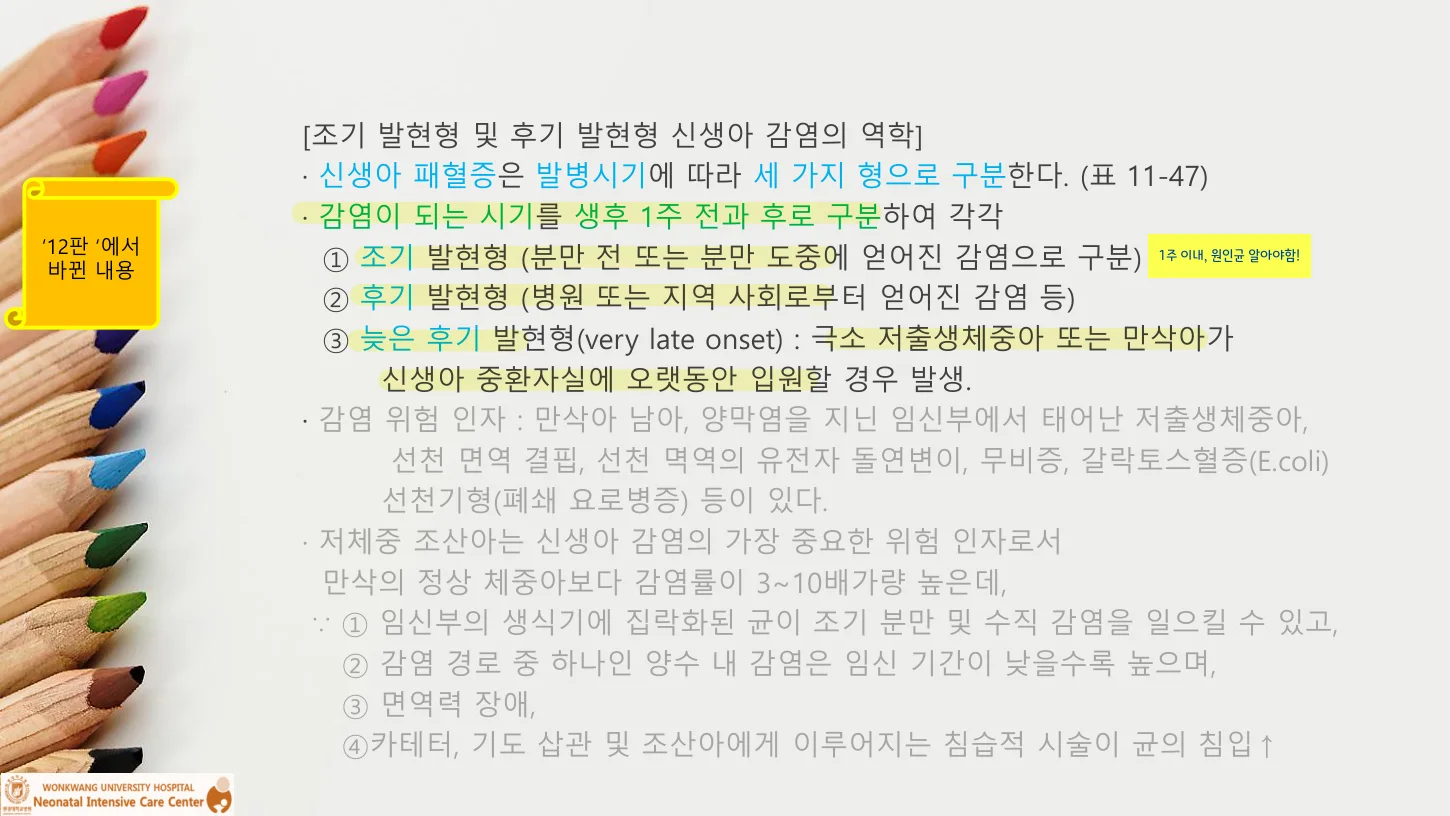 [조기 발현형 및 후기 발현형 신생아 감염의 역학]
· 신생아 패혈증은 발병시기에 따라 세 가지 형으로 구분한다. (표 11-47)
· 감염이 되는 시기를 생후 1주 전과 후로 구분하여 각각
① 조기 발현형 (분만 전 또는 분만 도중에 얻어진 감염으로 구분)
1주 이내, 원인균 알아야함!
② 후기 발현형 (병원 또는 지역 사회로부터 얻어진 감염 등)
③ 늦은 후기 발현형(very late onset) : 극소 저출생체중아 또는 만삭아가
신생아 중환자실에 오랫동안 입원할 경우 발생.
· 감염 위험 인자 : 만삭아 남아, 양막염을 지닌 임신부에서 태어난 저출생체중아,
선천 면역 결핍, 선천 멱역의 유전자 돌연변이, 무비증, 갈락토스혈증(E.coli)
선천기형(폐쇄 요로병증) 등이 있다.
· 저체중 조산아는 신생아 감염의 가장 중요한 위험 인자로서
만삭의 정상 체중아보다 감염률이 3~10배가량 높은데,
∵ ① 임신부의 생식기에 집락화된 균이 조기 분만 및 수직 감염을 일으킬 수 있고,
② 감염 경로 중 하나인 양수 내 감염은 임신 기간이 낮을수록 높으며,
③ 면역력 장애,
④카테터, 기도 삽관 및 조산아에게 이루어지는 침습적 시술이 균의 침입↑
‘12판 ‘에서
바뀐 내용
WONKWANG UNIVERSITY HOSPITAL
Neonatal Intensive Care Center